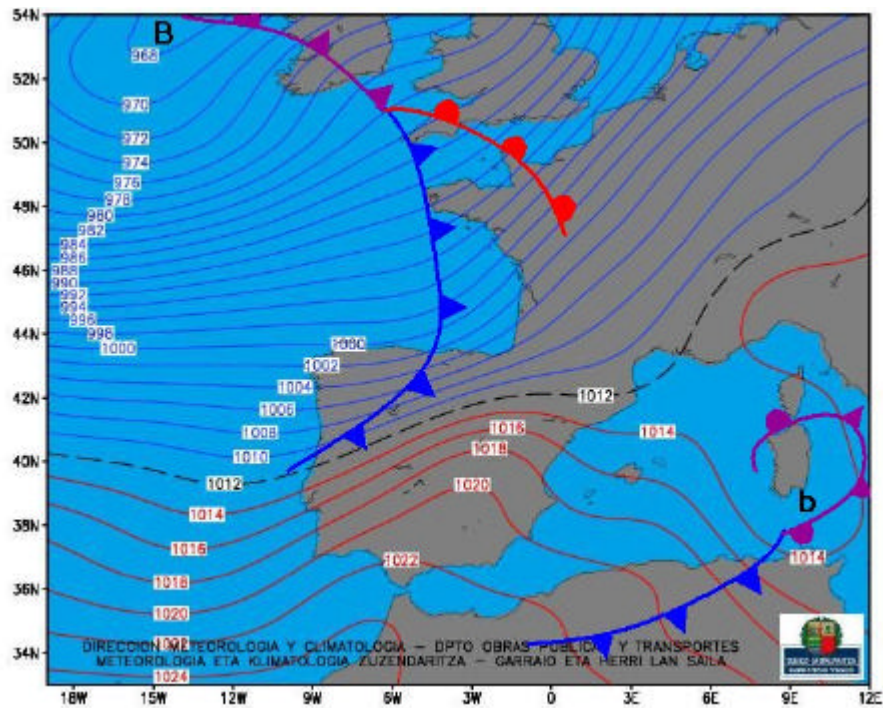 54N
B
968
52N
970
50N
972
974
48N
976
978
980
982
46N
984
986
988
990
44N
992
994
996
998
1000
1000
1002
42N
1004
1012
1006
1008
1016
1014
40N
1010
1018
1012
1020
b
38N
1014
1016
1014
36N
1018
1022
1020
34N
1022
DIRECCION METEOROLOGIA Y CLIMATOLOGIA – DPTO OBRAS PUBLICAS Y TRANSPORTES
METEOROLOGIA ETA KLIMATOLOGIA ZUZENDARITZA – GARRAIO ETA HERRI LAN SAILA
1024
18W 15W 12W 9W 6W 3W 0 3E 6E 9E 12E